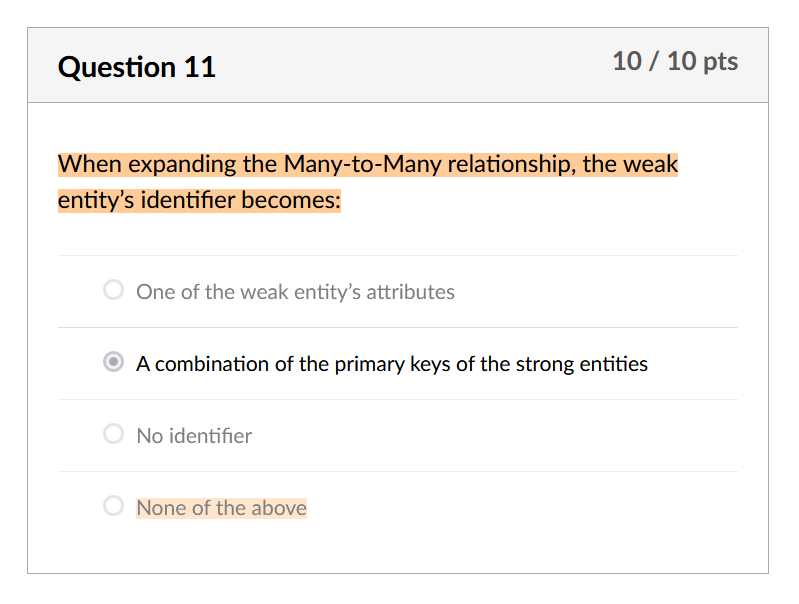 Question 11
10 / 10 pts
When expanding the Many-to-Many relationship, the weak
entity’s identifier becomes:
One of the weak entity’s attributes
A combination of the primary keys of the strong entities
No identifier
None of the above